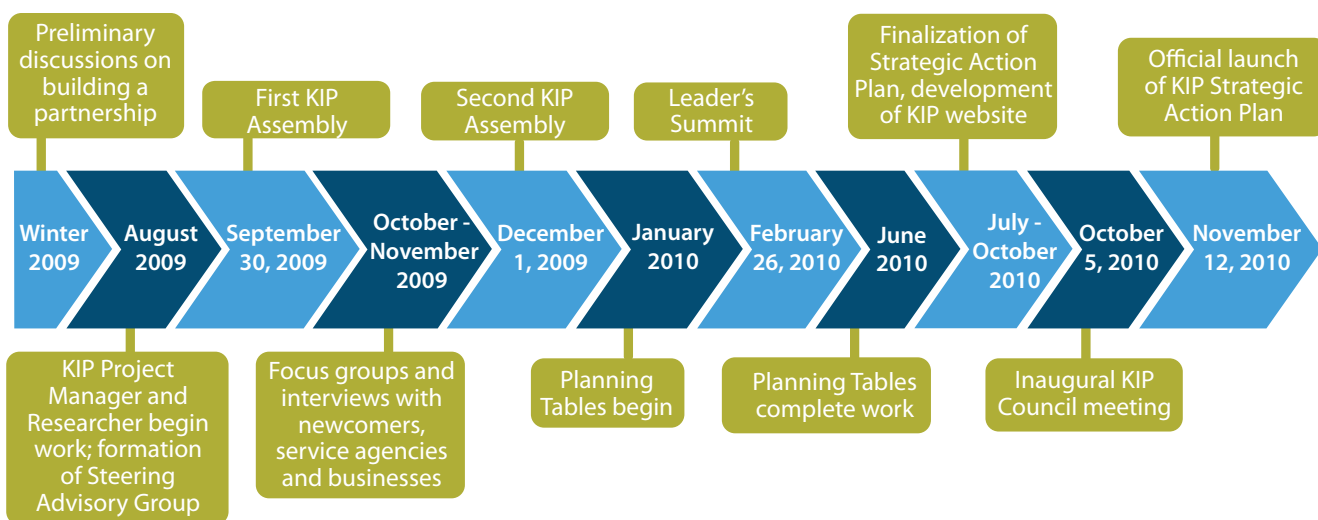 Preliminary
discussions on
building a
partnership
First KIP
Assembly
Second KIP
Assembly
Leader’s
Summit
Finalization of
Strategic Action
Plan, development
of KIP website
Official launch
of KIP Strategic
Action Plan
Winter
2009
August
2009
September
30, 2009
October -
November
2009
December
1, 2009
January
2010
February
26, 2010
June
2010
July -
October
2010
October
5, 2010
November
12, 2010
KIP Project
Manager and
Researcher begin
work; formation
of Steering
Advisory Group
Focus groups and
interviews with
newcomers,
service agencies
and businesses
Planning
Tables begin
Planning Tables
complete work
Inaugural KIP
Council meeting